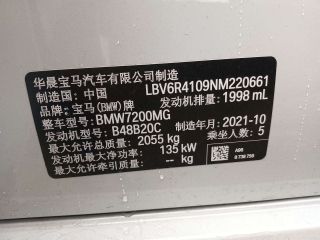 华晨宝马汽车有限公司制造
制造国：中国 LBV6R4109NM220661
品牌：宝马(BMW)牌 发动机排量：1998 mL
整车型号：BMW7200MG
发动机型号：B48B20C 制造年月：2021-10
最大允许总质量：2055 kg 乘坐人数：5
发动机最大净功率：135 kW
最大允许牵引质量：- kg